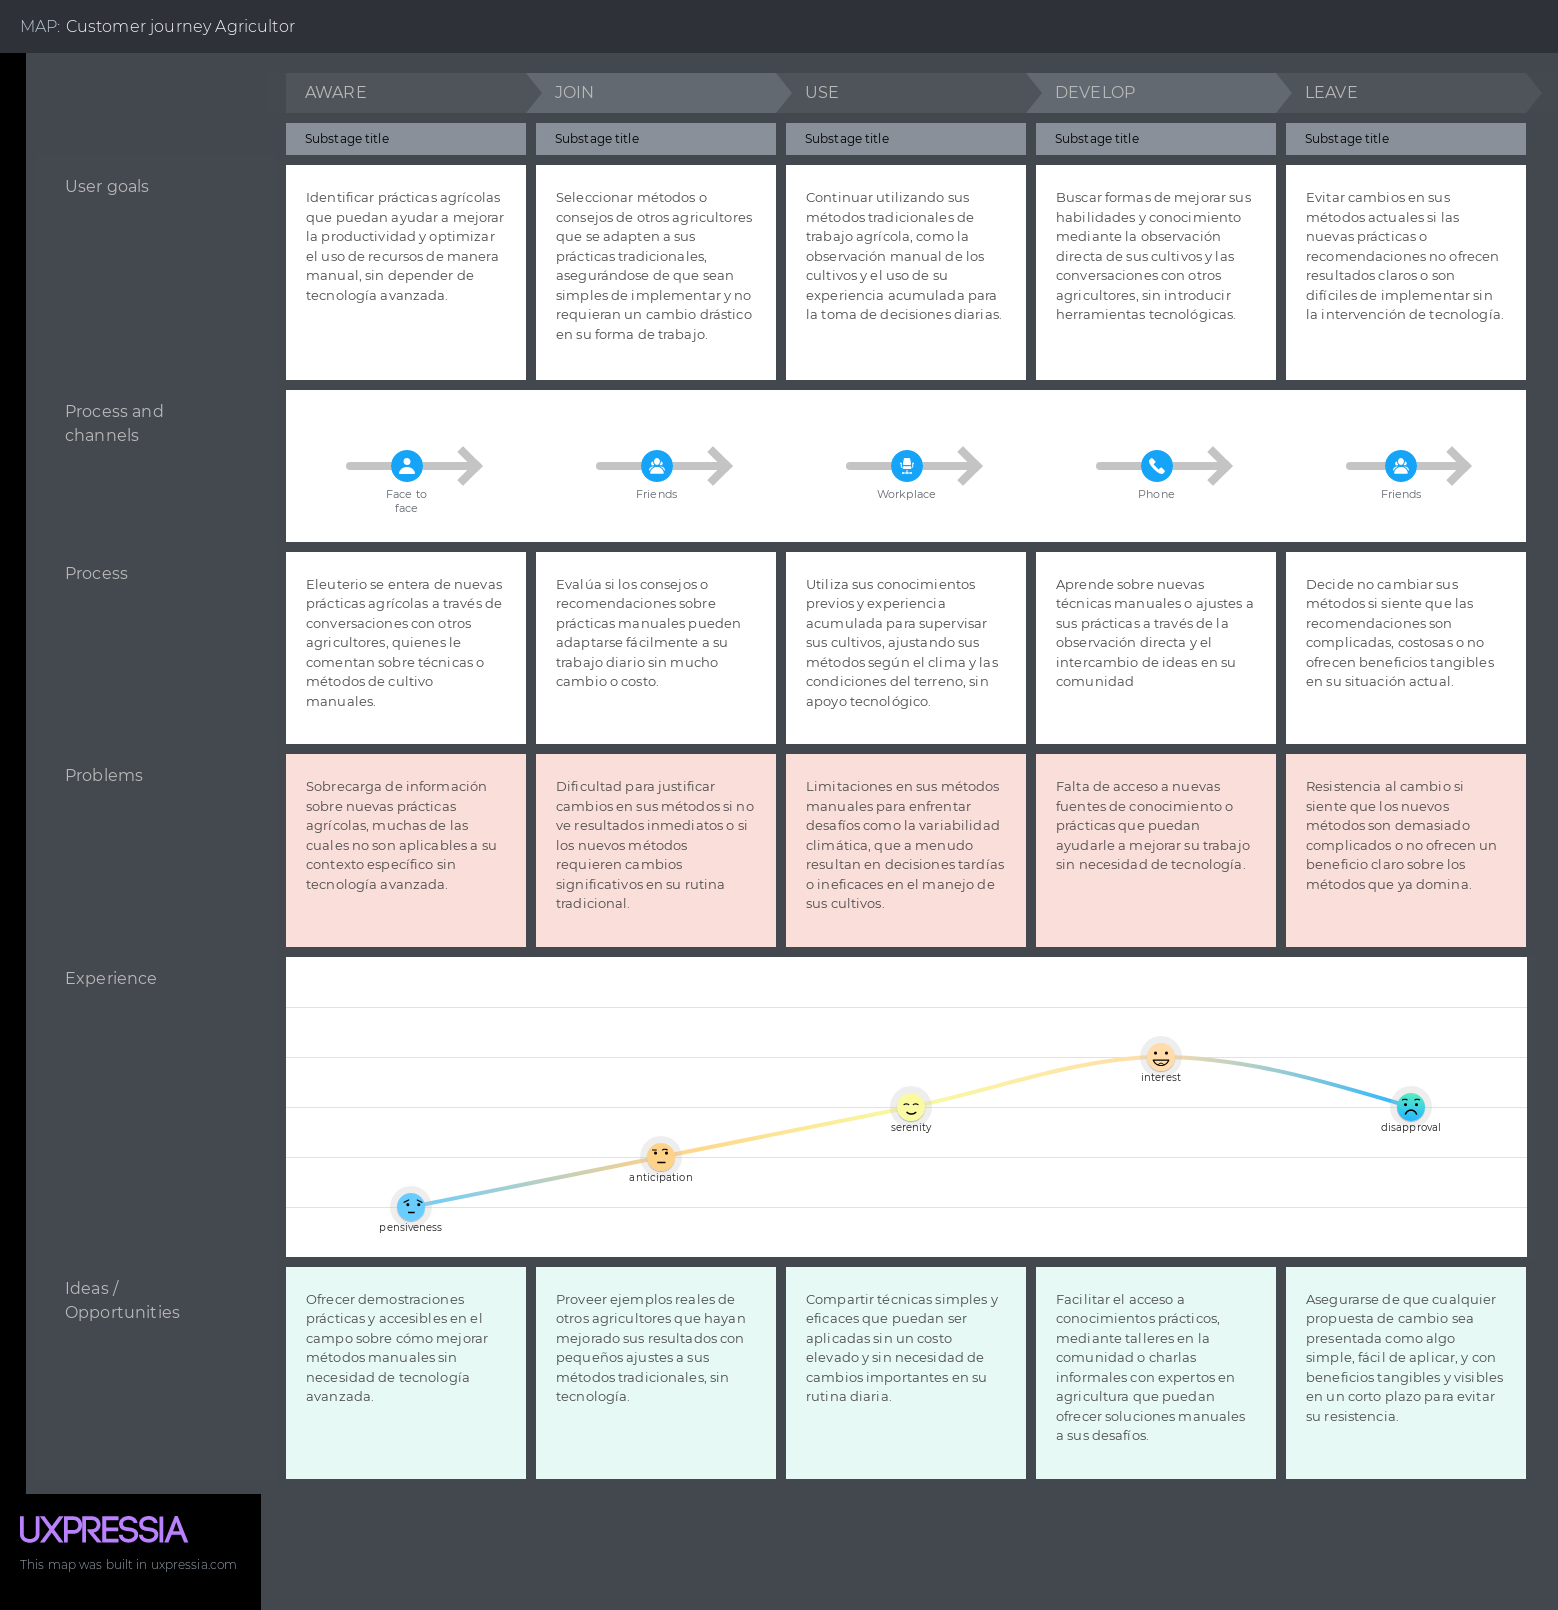 MAP: Customer journey Agricultor
AWARE
JOIN
USE
DEVELOP
LEAVE
Substage title
Substage title
Substage title
Substage title
Substage title
User goals
Identificar prácticas agrícolas
que puedan ayudar a mejorar
la productividad y optimizar
el uso de recursos de manera
manual, sin depender de
tecnología avanzada.
Seleccionar métodos o
consejos de otros agricultores
que se adapten a sus
prácticas tradicionales,
asegurándose de que sean
simples de implementar y no
requieran un cambio drástico
en su forma de trabajo.
Continuar utilizando sus
métodos tradicionales de
trabajo agrícola, como la
observación manual de los
cultivos y el uso de su
experiencia acumulada para
la toma de decisiones diarias.
Buscar formas de mejorar sus
habilidades y conocimiento
mediante la observación
directa de sus cultivos y las
conversaciones con otros
agricultores, sin introducir
herramientas tecnológicas.
Evitar cambios en sus
métodos actuales si las
nuevas prácticas o
recomendaciones no ofrecen
resultados claros o son
difíciles de implementar sin
la intervención de tecnología.
Process and
channels
Face to
face
Friends
Workplace
Phone
Friends
Process
Eleuterio se entera de nuevas
prácticas agrícolas a través de
conversaciones con otros
agricultores, quienes le
comentan sobre técnicas o
métodos de cultivo
manuales.
Evalúa si los consejos o
recomendaciones sobre
prácticas manuales pueden
adaptarse fácilmente a su
trabajo diario sin mucho
cambio o costo.
Utiliza sus conocimientos
previos y experiencia
acumulada para supervisar
sus cultivos, ajustando sus
métodos según el clima y las
condiciones del terreno, sin
apoyo tecnológico.
Aprende sobre nuevas
técnicas manuales o ajustes a
sus prácticas a través de la
observación directa y el
intercambio de ideas en su
comunidad
Decide no cambiar sus
métodos si siente que las
recomendaciones son
complicadas, costosas o no
ofrecen beneficios tangibles
en su situación actual.
Problems
Sobrecarga de información
sobre nuevas prácticas
agrícolas, muchas de las
cuales no son aplicables a su
contexto específico sin
tecnología avanzada.
Dificultad para justificar
cambios en sus métodos si no
ve resultados inmediatos o si
los nuevos métodos
requieren cambios
significativos en su rutina
tradicional.
Limitaciones en sus métodos
manuales para enfrentar
desafíos como la variabilidad
climática, que a menudo
resultan en decisiones tardías
o ineficaces en el manejo de
sus cultivos.
Falta de acceso a nuevas
fuentes de conocimiento o
prácticas que puedan
ayudarle a mejorar su trabajo
sin necesidad de tecnología.
Resistencia al cambio si
siente que los nuevos
métodos son demasiado
complicados o no ofrecen un
beneficio claro sobre los
métodos que ya domina.
Experience
pensiveness
anticipation
serenity
interest
disapproval
Ideas /
Opportunities
Ofrecer demostraciones
prácticas y accesibles en el
campo sobre cómo mejorar
métodos manuales sin
necesidad de tecnología
avanzada.
Proveer ejemplos reales de
otros agricultores que hayan
mejorado sus resultados con
pequeños ajustes a sus
métodos tradicionales, sin
tecnología.
Compartir técnicas simples y
eficaces que puedan ser
aplicadas sin un costo
elevado y sin necesidad de
cambios importantes en su
rutina diaria.
Facilitar el acceso a
conocimientos prácticos,
mediante talleres en la
comunidad o charlas
informales con expertos en
agricultura que puedan
ofrecer soluciones manuales
a sus desafíos.
Asegurarse de que cualquier
propuesta de cambio sea
presentada como algo
simple, fácil de aplicar, y con
beneficios tangibles y visibles
en un corto plazo para evitar
su resistencia.
UXPRESSIA
This map was built in uxpressia.com